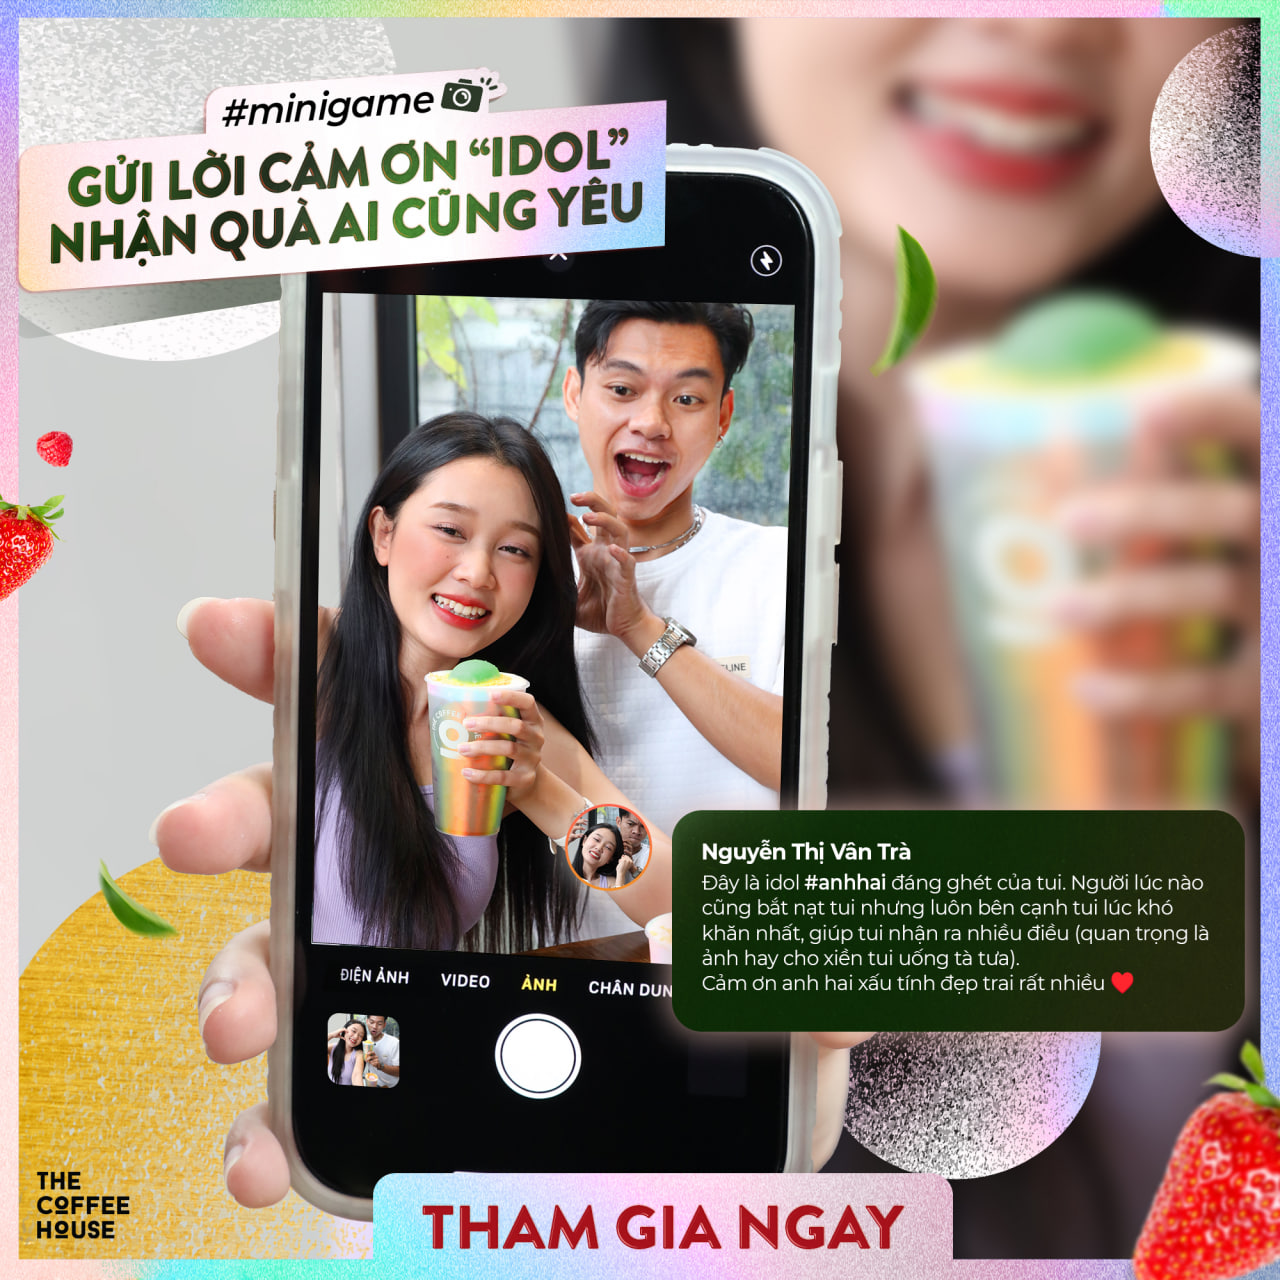 #minigame
GỬI LỜI CẢM ƠN “IDOL”
NHẬN QUÀ AI CŨNG YÊU
THE COFFEE
ĐIỆN ẢNH
VIDEO
ẢNH
CHÂN DUN
Nguyễn Thị Vân Trà
Đây là idol #anhhai đáng ghét của tui. Người lúc nào
cũng bắt nạt tui nhưng luôn bên cạnh tui lúc khó
khăn nhất, giúp tui nhận ra nhiều điều (quan trọng là
ảnh hay cho xiền tui uống tà tưa).
Cảm ơn anh hai xấu tính đẹp trai rất nhiều ❤️
THE
COFFEE
HOUSE
THAM GIA NGAY